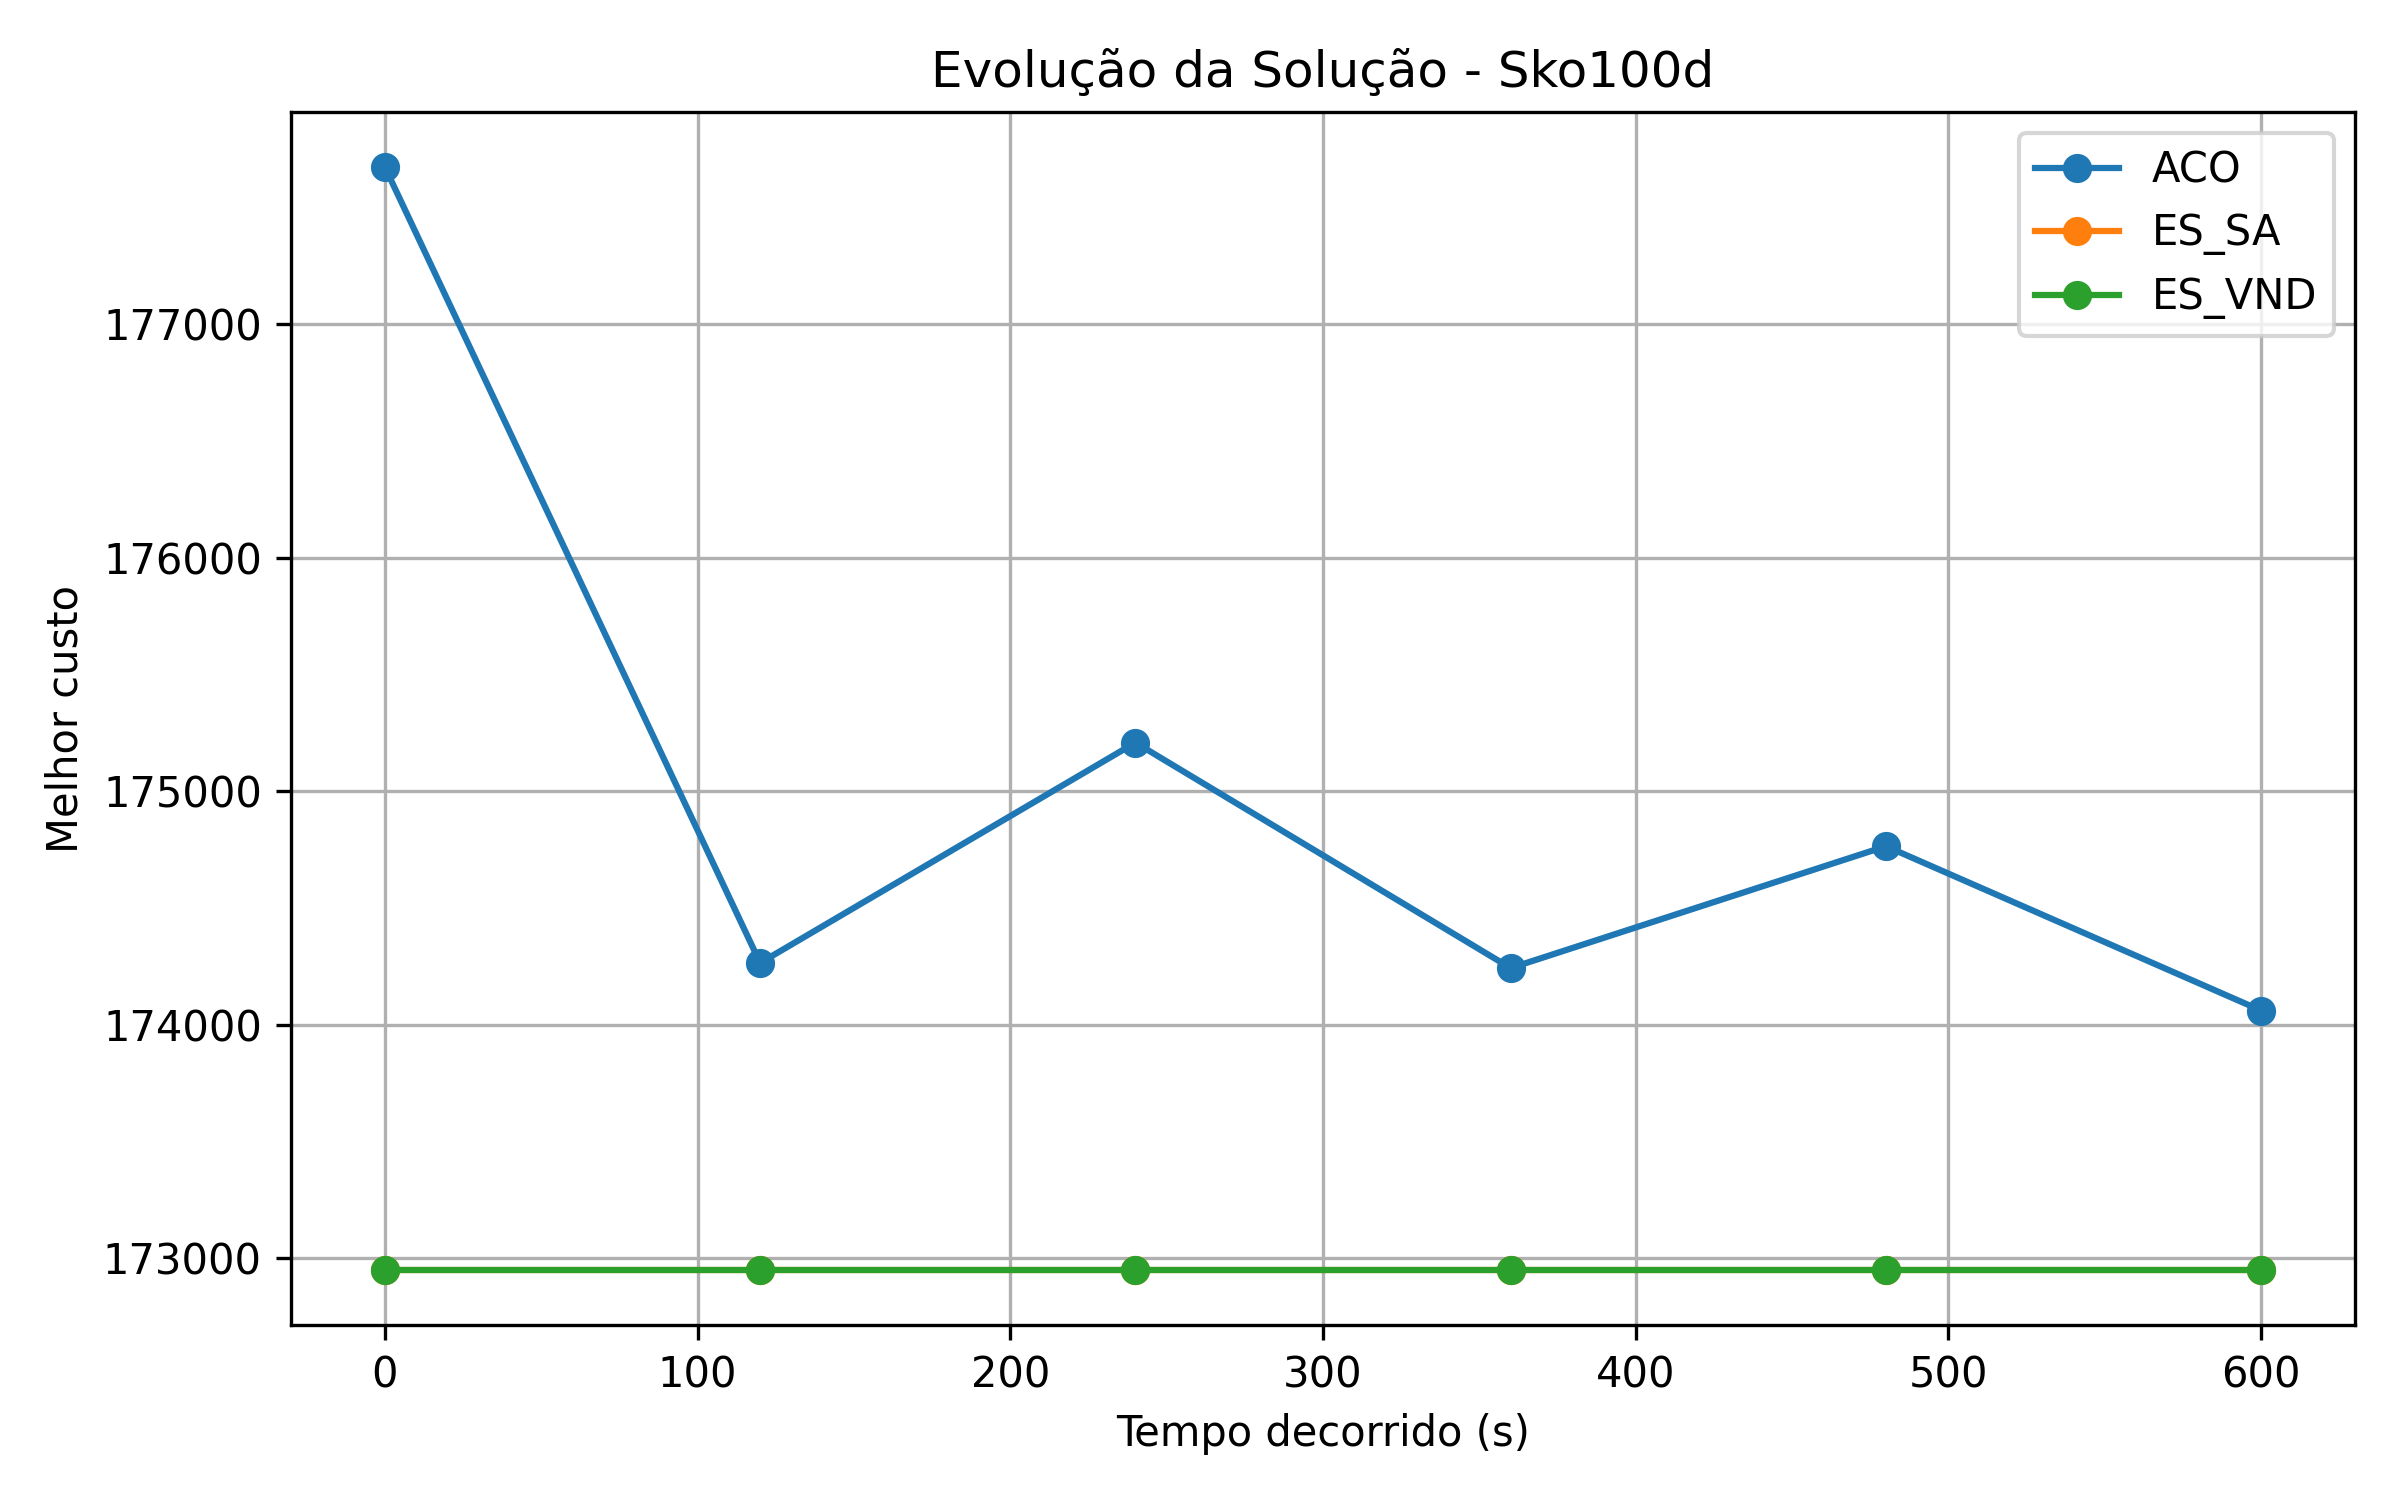 Evolução da Solução - Sko100d
ACO
ES_SA
ES_VND
Melhor custo
177000
176000
175000
174000
173000
0 100 200 300 400 500 600
Tempo decorrido (s)